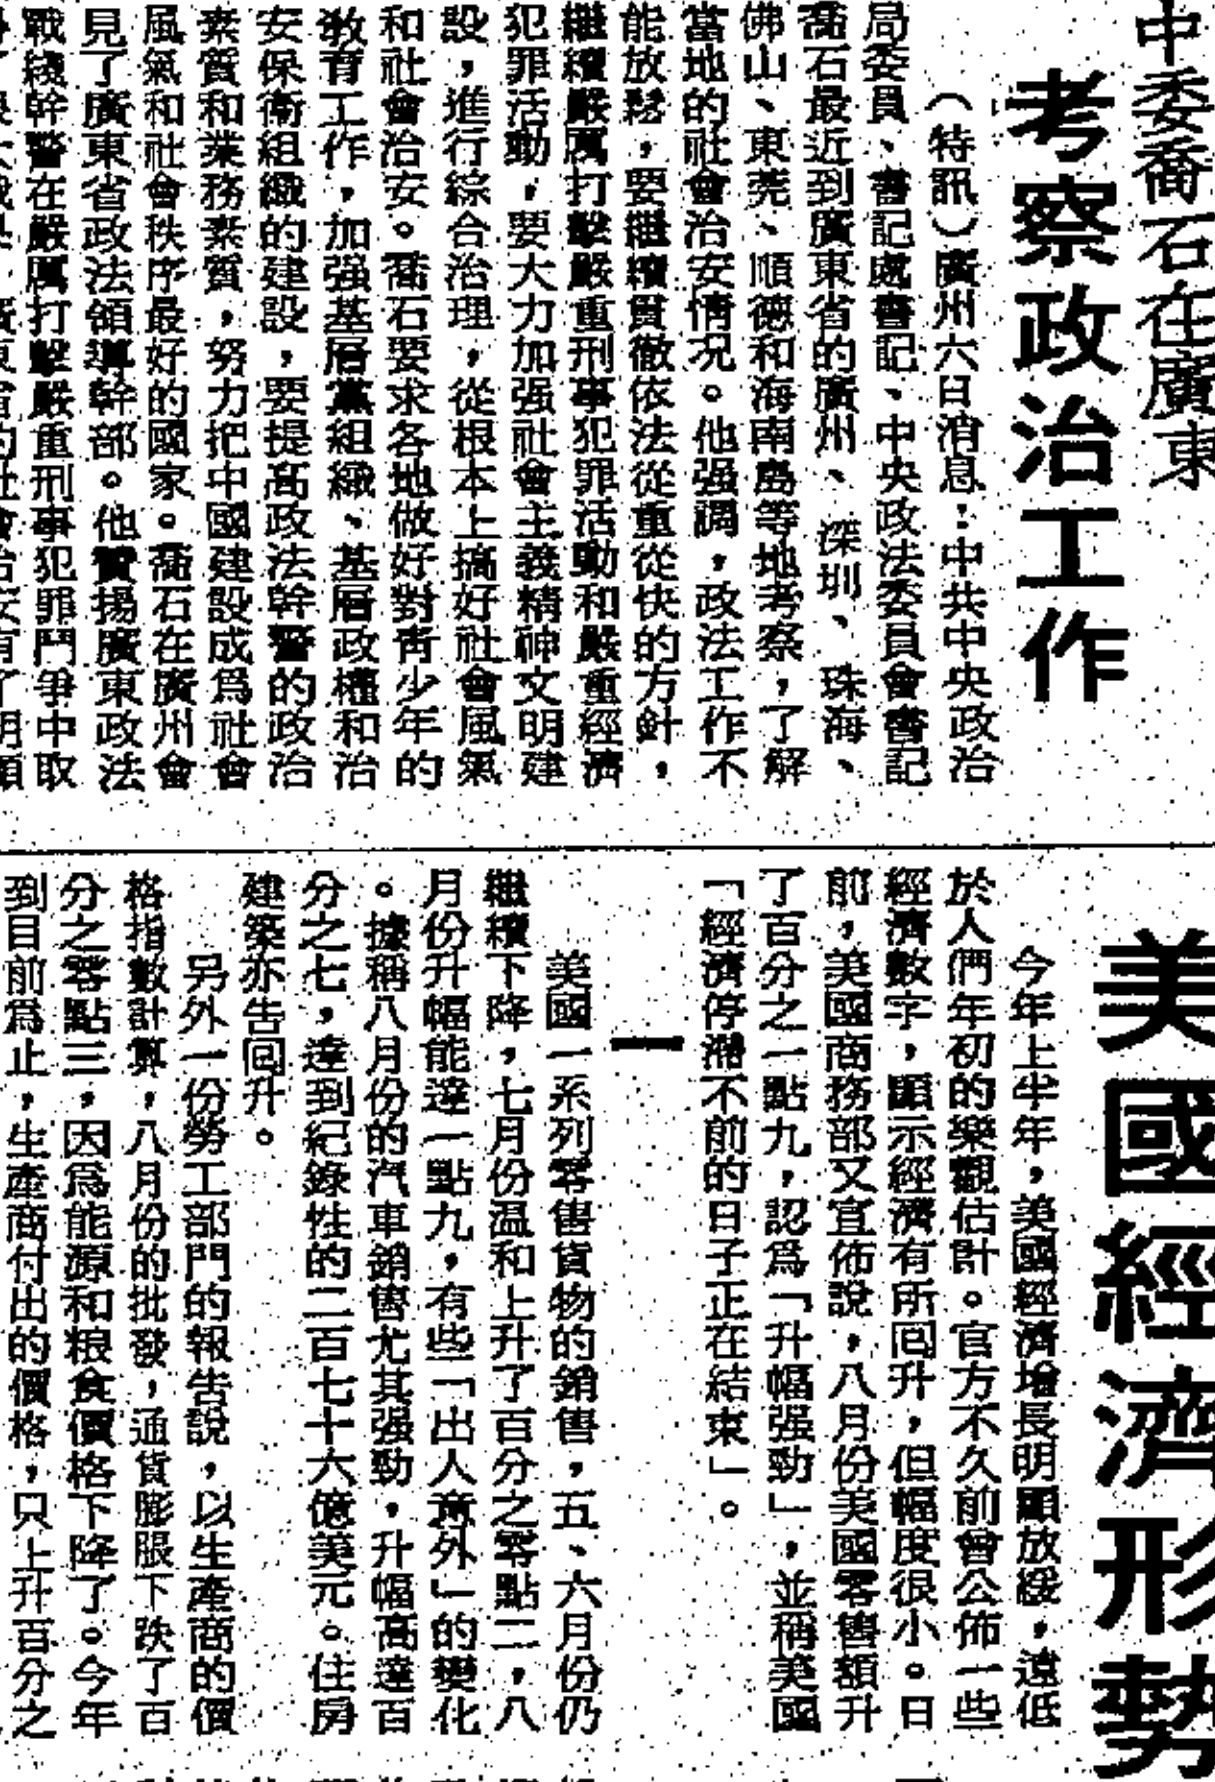 中委喬石在廣東
考察政治工作
（特訊）廣州六日消息：中共中央政治
局委員、書記處書記、中央政法委員會書記
喬石最近到廣東省的廣州、深圳、珠海、
佛山、東莞、順德和海南島等地考察，了解
當地的社會治安情況。他强調，政法工作不
能放鬆，要繼續貫徹依法從重從快的方針，
繼續嚴厲打擊嚴重刑事犯罪活動和嚴重經濟
犯罪活動，要大力加强社會主義精神文明建
設，進行綜合治理，從根本上搞好社會風氣
和社會治安。喬石要求各地做好對靑少年的
敎育工作，加强基層黨組織、基層政權和治
安保衛組織的建設，要提高政法幹警的政治
素質和業務素質，努力把中國建設成爲社會
風氣和社會秩序最好的國家。喬石在廣州會
見了廣東省政法領導幹部。他贊揚廣東政法
戰綫幹警在嚴厲打擊嚴重刑事犯罪鬥爭中取
美國經濟形勢
今年上半年，美國經濟增長明顯放緩，遠低
於人們年初的樂觀估計。官方不久前曾公佈一些
經濟數字，顯示經濟有所囘升，但幅度很小。日
前，美國商務部又宣佈說，八月份美國零售額升
了百分之一點九，認爲「升幅强勁」，並稱美國
「經濟停滯不前的日子正在結束」。
一
美國一系列零售貨物的銷售，五、六月份仍
繼續下降，七月份温和上升了百分之零點二，八
月份升幅能達一點九，有些「出人意外」的變化
。據稱八月份的汽車銷售尤其强勁，升幅高達百
分之七，達到紀錄性的二百七十六億美元。住房
建築亦告囘升。
另外一份勞工部門的報告說，以生產商的價
格指數計算，八月份的批發，通貨膨脹下跌了百
分之零點三，因爲能源和粮食價格下降了。今年
到目前爲止，生產商付出的價格，只上升百分之